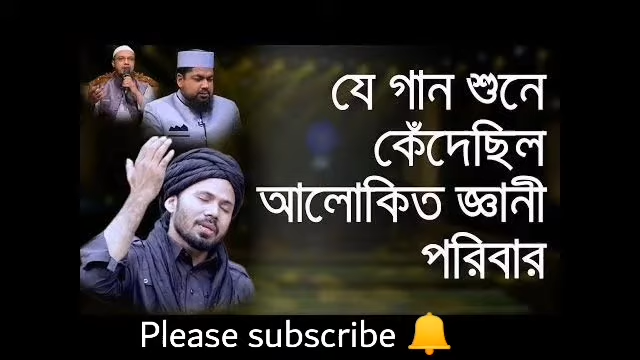 যে গান শুনে
কেঁদেছিল
আলোকিত জ্ঞানী
পরিবার
Please subscribe 🔔